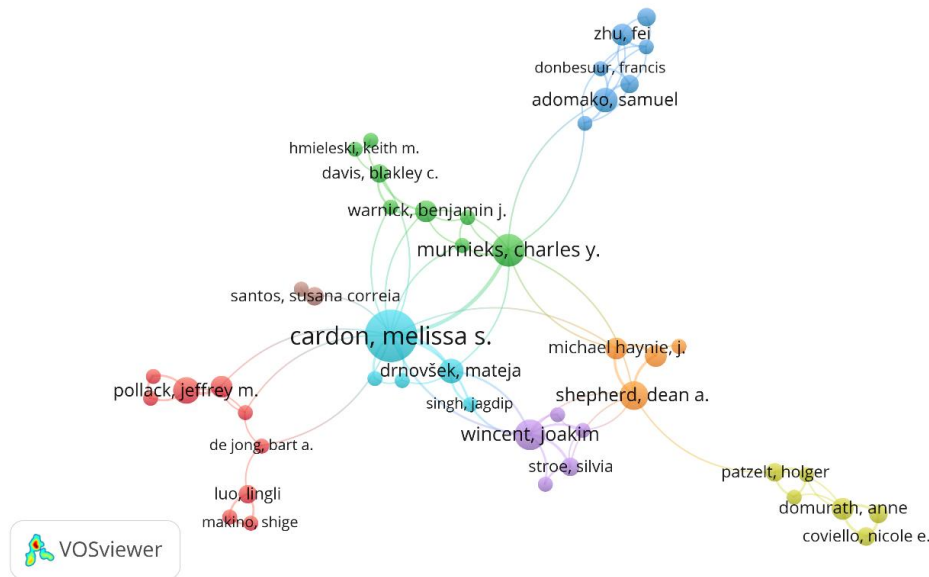 zhu, fei
donbesuur, francis
adomako, samuel
hmieleski, keith m.
davis, blakley c.
warnick, benjamin j.
murnieks, charles y.
santos, susana correia
cardon, melissa s.
michael haynie, j.
drnovšek, mateja
pollack, jeffrey m.
shepherd, dean a.
singh, jagdip
wincent, joakim
de jong, bart a.
stroe, silvia
patzelt, holger
luo, lingli
domurath, anne
makino, shige
coviello, nicole e.
VOSviewer